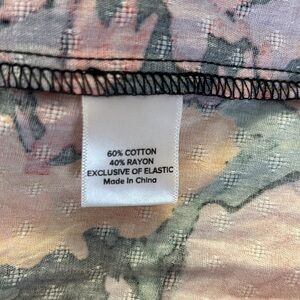 60% COTTON
40% RAYON
EXCLUSIVE OF ELASTIC
Made In China